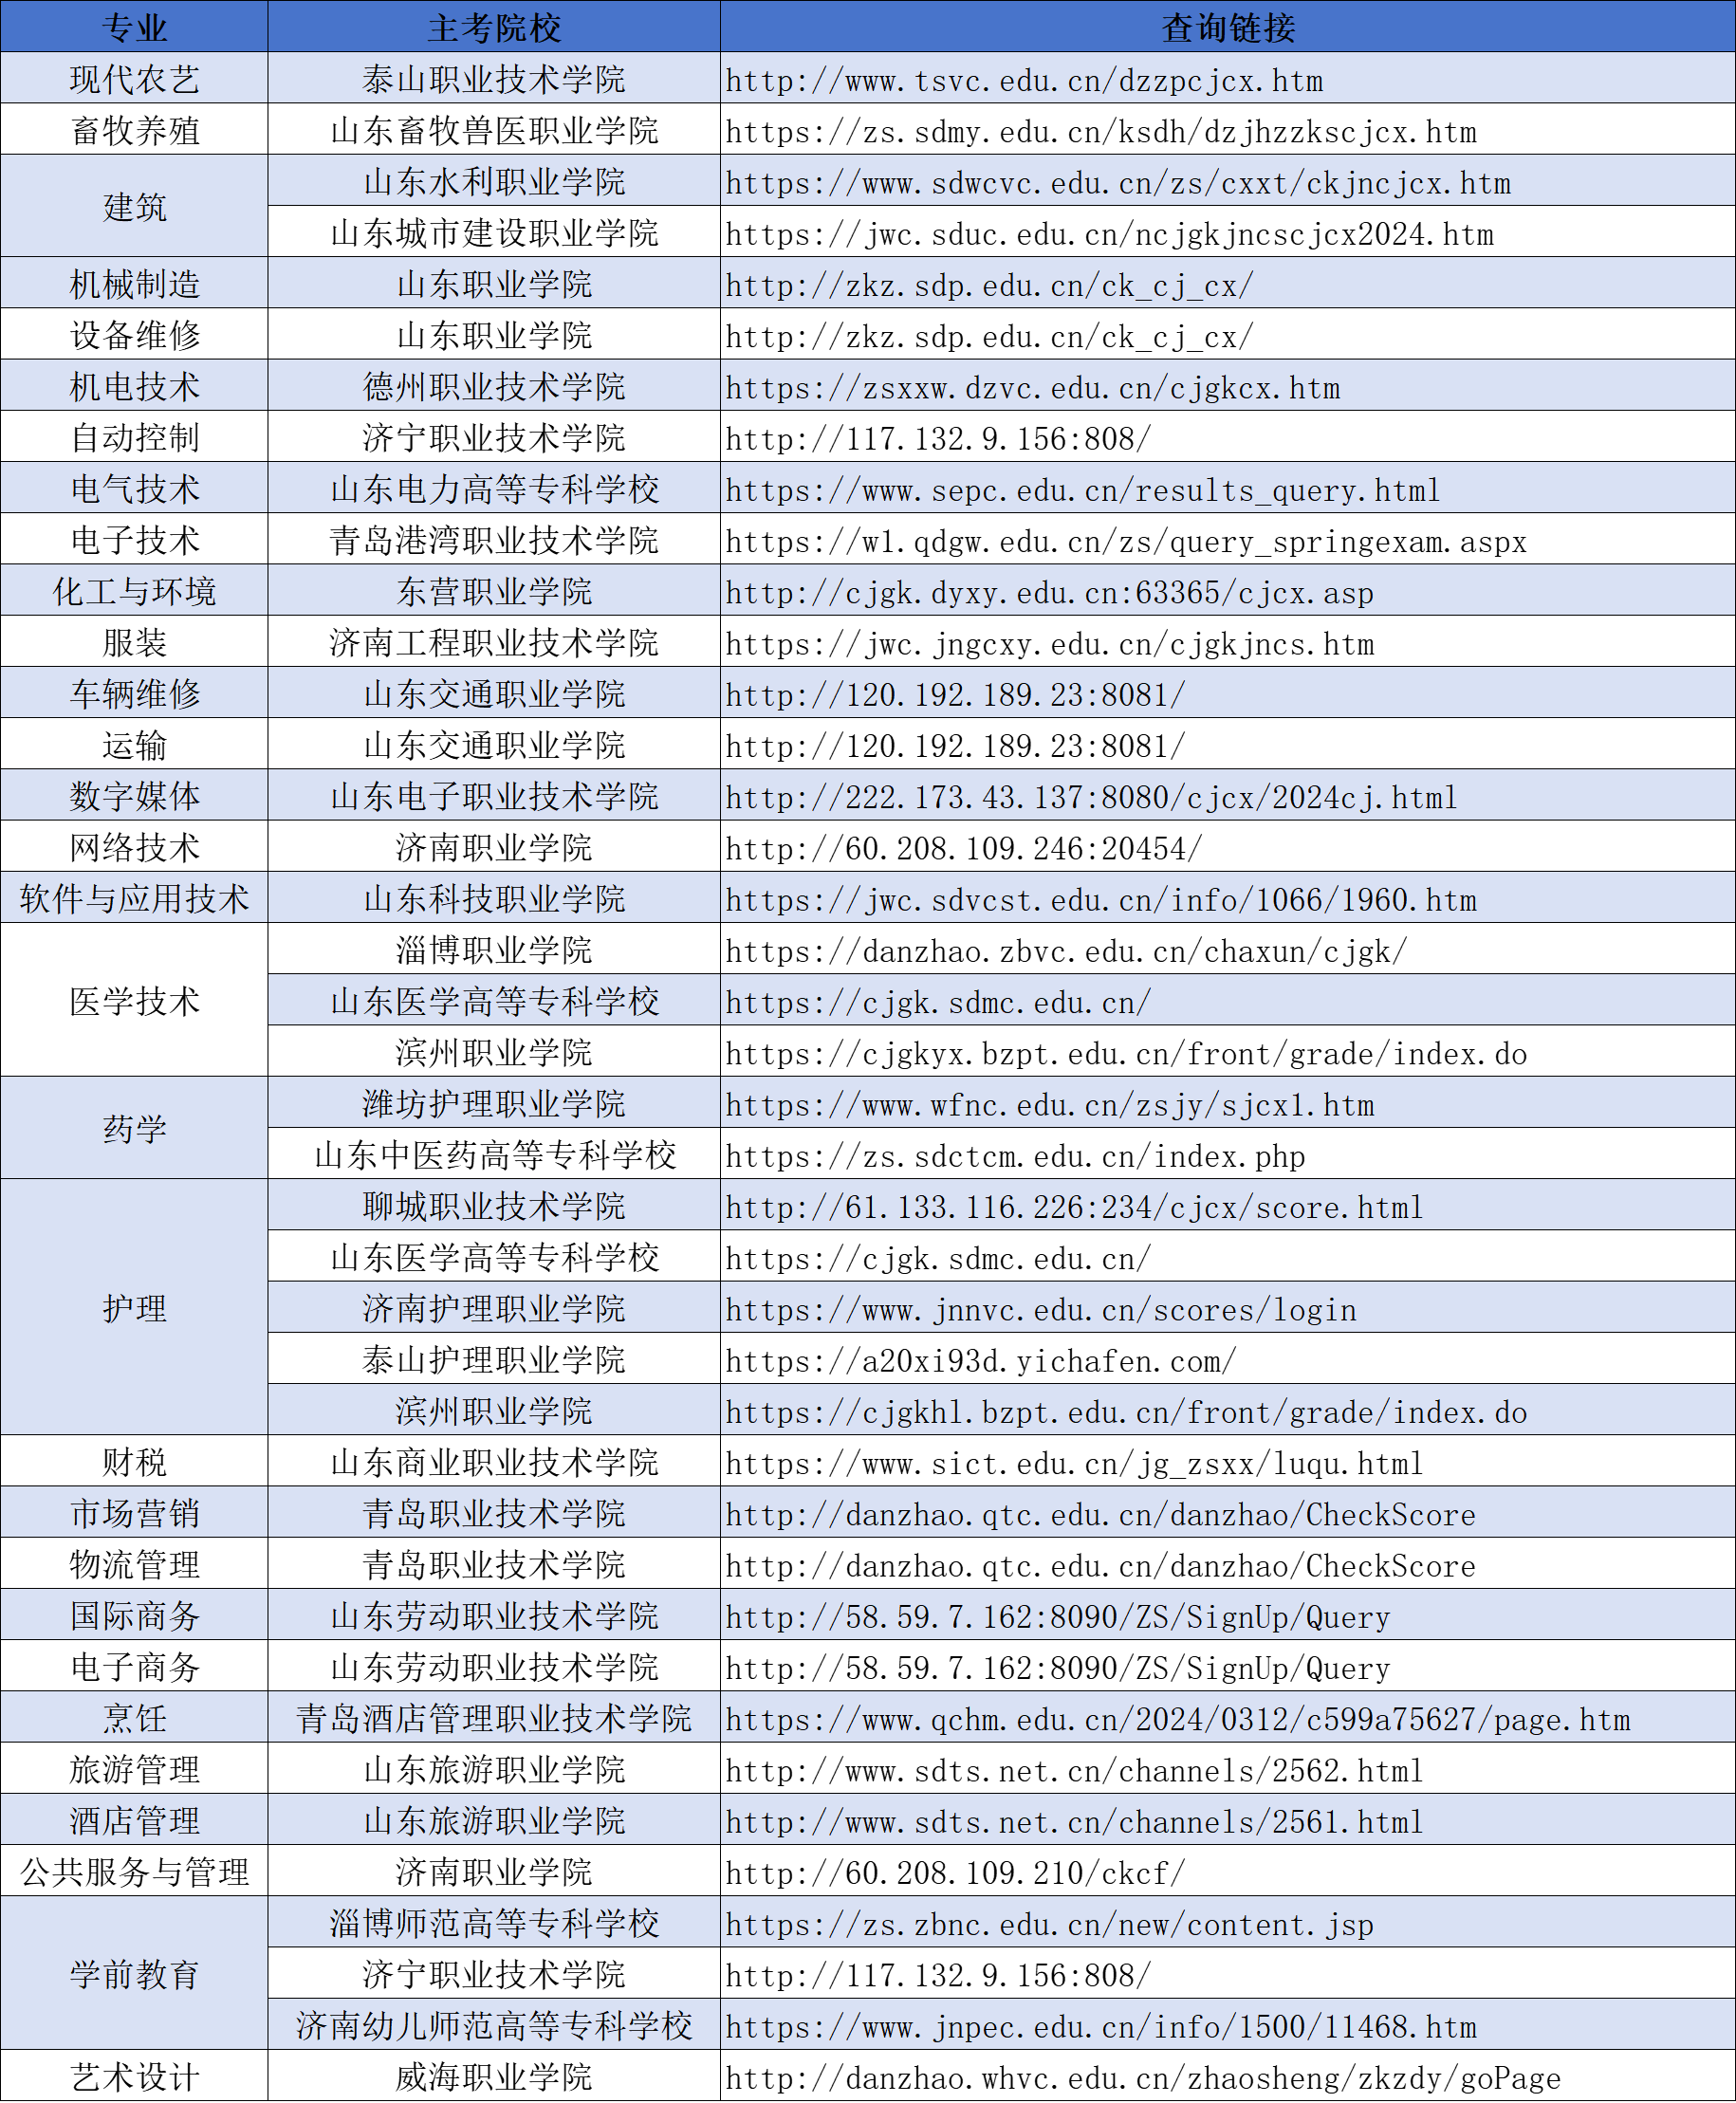 专业 主考院校 查询链接
现代农艺 泰山职业技术学院 http://www.tsvc.edu.cn/dzzpcjcx.htm
畜牧养殖 山东畜牧兽医职业学院 https://zs.sdmy.edu.cn/ksdh/dzjhzzkscjcx.htm
建筑 山东水利职业学院 https://www.sdwcvc.edu.cn/zs/cxxt/ckjncjcx.htm
山东城市建设职业学院 https://jwc.sduc.edu.cn/ncjgkjncscjcx2024.htm
机械制造 山东职业学院 http://zkz.sdp.edu.cn/ck_cj_cx/
设备维修 山东职业学院 http://zkz.sdp.edu.cn/ck_cj_cx/
机电技术 德州职业技术学院 https://zsxxw.dzvc.edu.cn/cjgkcx.htm
自动控制 济宁职业技术学院 http://117.132.9.156:808/
电气技术 山东电力高等专科学校 https://www.sepc.edu.cn/results_query.html
电子技术 青岛港湾职业技术学院 https://w1.qdgw.edu.cn/zs/query_springexam.aspx
化工与环境 东营职业学院 http://cjgk.dyxy.edu.cn:63365/cjcx.asp
服装 济南工程职业技术学院 https://jwc.jngcxy.edu.cn/cjgkjncs.htm
车辆维修 山东交通职业学院 http://120.192.189.23:8081/
运输 山东交通职业学院 http://120.192.189.23:8081/
数字媒体 山东电子职业技术学院 http://222.173.43.137:8080/cjcx/2024cj.html
网络技术 济南职业学院 http://60.208.109.246:20454/
软件与应用技术 山东科技职业学院 https://jwc.sdvcst.edu.cn/info/1066/1960.htm
医学技术 淄博职业学院 https://danzhao.zbvc.edu.cn/chaxun/cjgk/
山东医学高等专科学校 https://cjgk.sdmc.edu.cn/
滨州职业学院 https://cjgkyx.bzpt.edu.cn/front/grade/index.do
药学 潍坊护理职业学院 https://www.wfnc.edu.cn/zsjy/sjcx1.htm
山东中医药高等专科学校 https://zs.sdctcm.edu.cn/index.php
护理 聊城职业技术学院 http://61.133.116.226:234/cjcx/score.html
山东医学高等专科学校 https://cjgk.sdmc.edu.cn/
济南护理职业学院 https://www.jnnvc.edu.cn/scores/login
泰山护理职业学院 https://a20xi93d.yichafen.com/
滨州职业学院 https://cjgkhl.bzpt.edu.cn/front/grade/index.do
财税 山东商业职业技术学院 https://www.sict.edu.cn/jg_zsxx/luqu.html
市场营销 青岛职业技术学院 http://danzhao.qtc.edu.cn/danzhao/CheckScore
物流管理 青岛职业技术学院 http://danzhao.qtc.edu.cn/danzhao/CheckScore
国际商务 山东劳动职业技术学院 http://58.59.7.162:8090/ZS/SignUp/Query
电子商务 山东劳动职业技术学院 http://58.59.7.162:8090/ZS/SignUp/Query
烹饪 青岛酒店管理职业技术学院 https://www.qchm.edu.cn/2024/0312/c599a75627/page.htm
旅游管理 山东旅游职业学院 http://www.sdts.net.cn/channels/2562.html
酒店管理 山东旅游职业学院 http://www.sdts.net.cn/channels/2561.html
公共服务与管理 济南职业学院 http://60.208.109.210/ckcf/
学前教育 淄博师范高等专科学校 https://zs.zbnc.edu.cn/new/content.jsp
济宁职业技术学院 http://117.132.9.156:808/
济南幼儿师范高等专科学校 https://www.jnpec.edu.cn/info/1500/11468.htm
艺术设计 威海职业学院 http://danzhao.whvc.edu.cn/zhaosheng/zkzdy/goPage